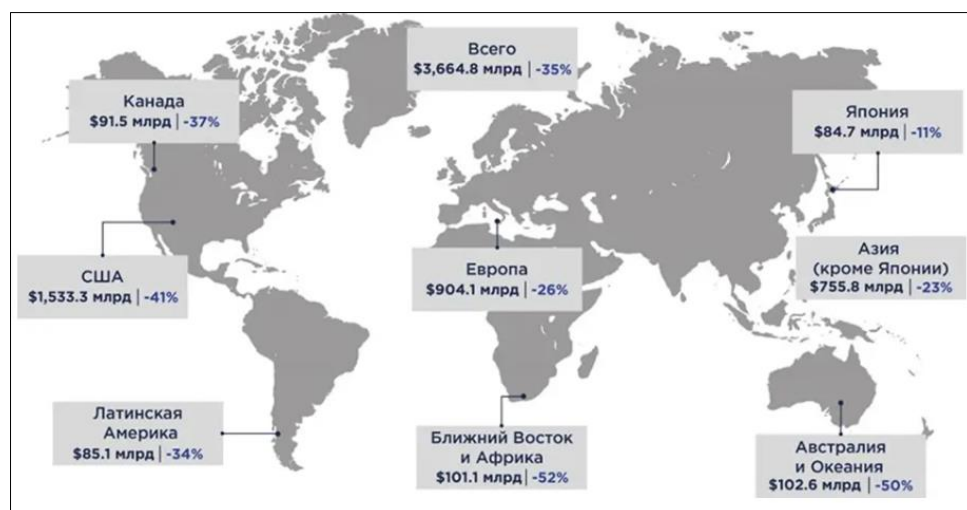 Всего
$3,664.8 млрд | -35%
Канада
$91.5 млрд | -37%
Япония
$84.7 млрд | -11%
США
$1,533.3 млрд | -41%
Европа
$904.1 млрд | -26%
Азия
(кроме Японии)
$755.8 млрд | -23%
Латинская
Америка
$85.1 млрд | -34%
Ближний Восток
и Африка
$101.1 млрд | -52%
Австралия
и Океания
$102.6 млрд | -50%